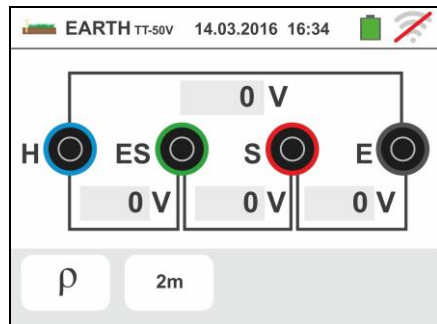 EARTH TT-50V 14.03.2016 16:34
0 V
H ES S E
0 V 0 V 0 V
ρ 2m